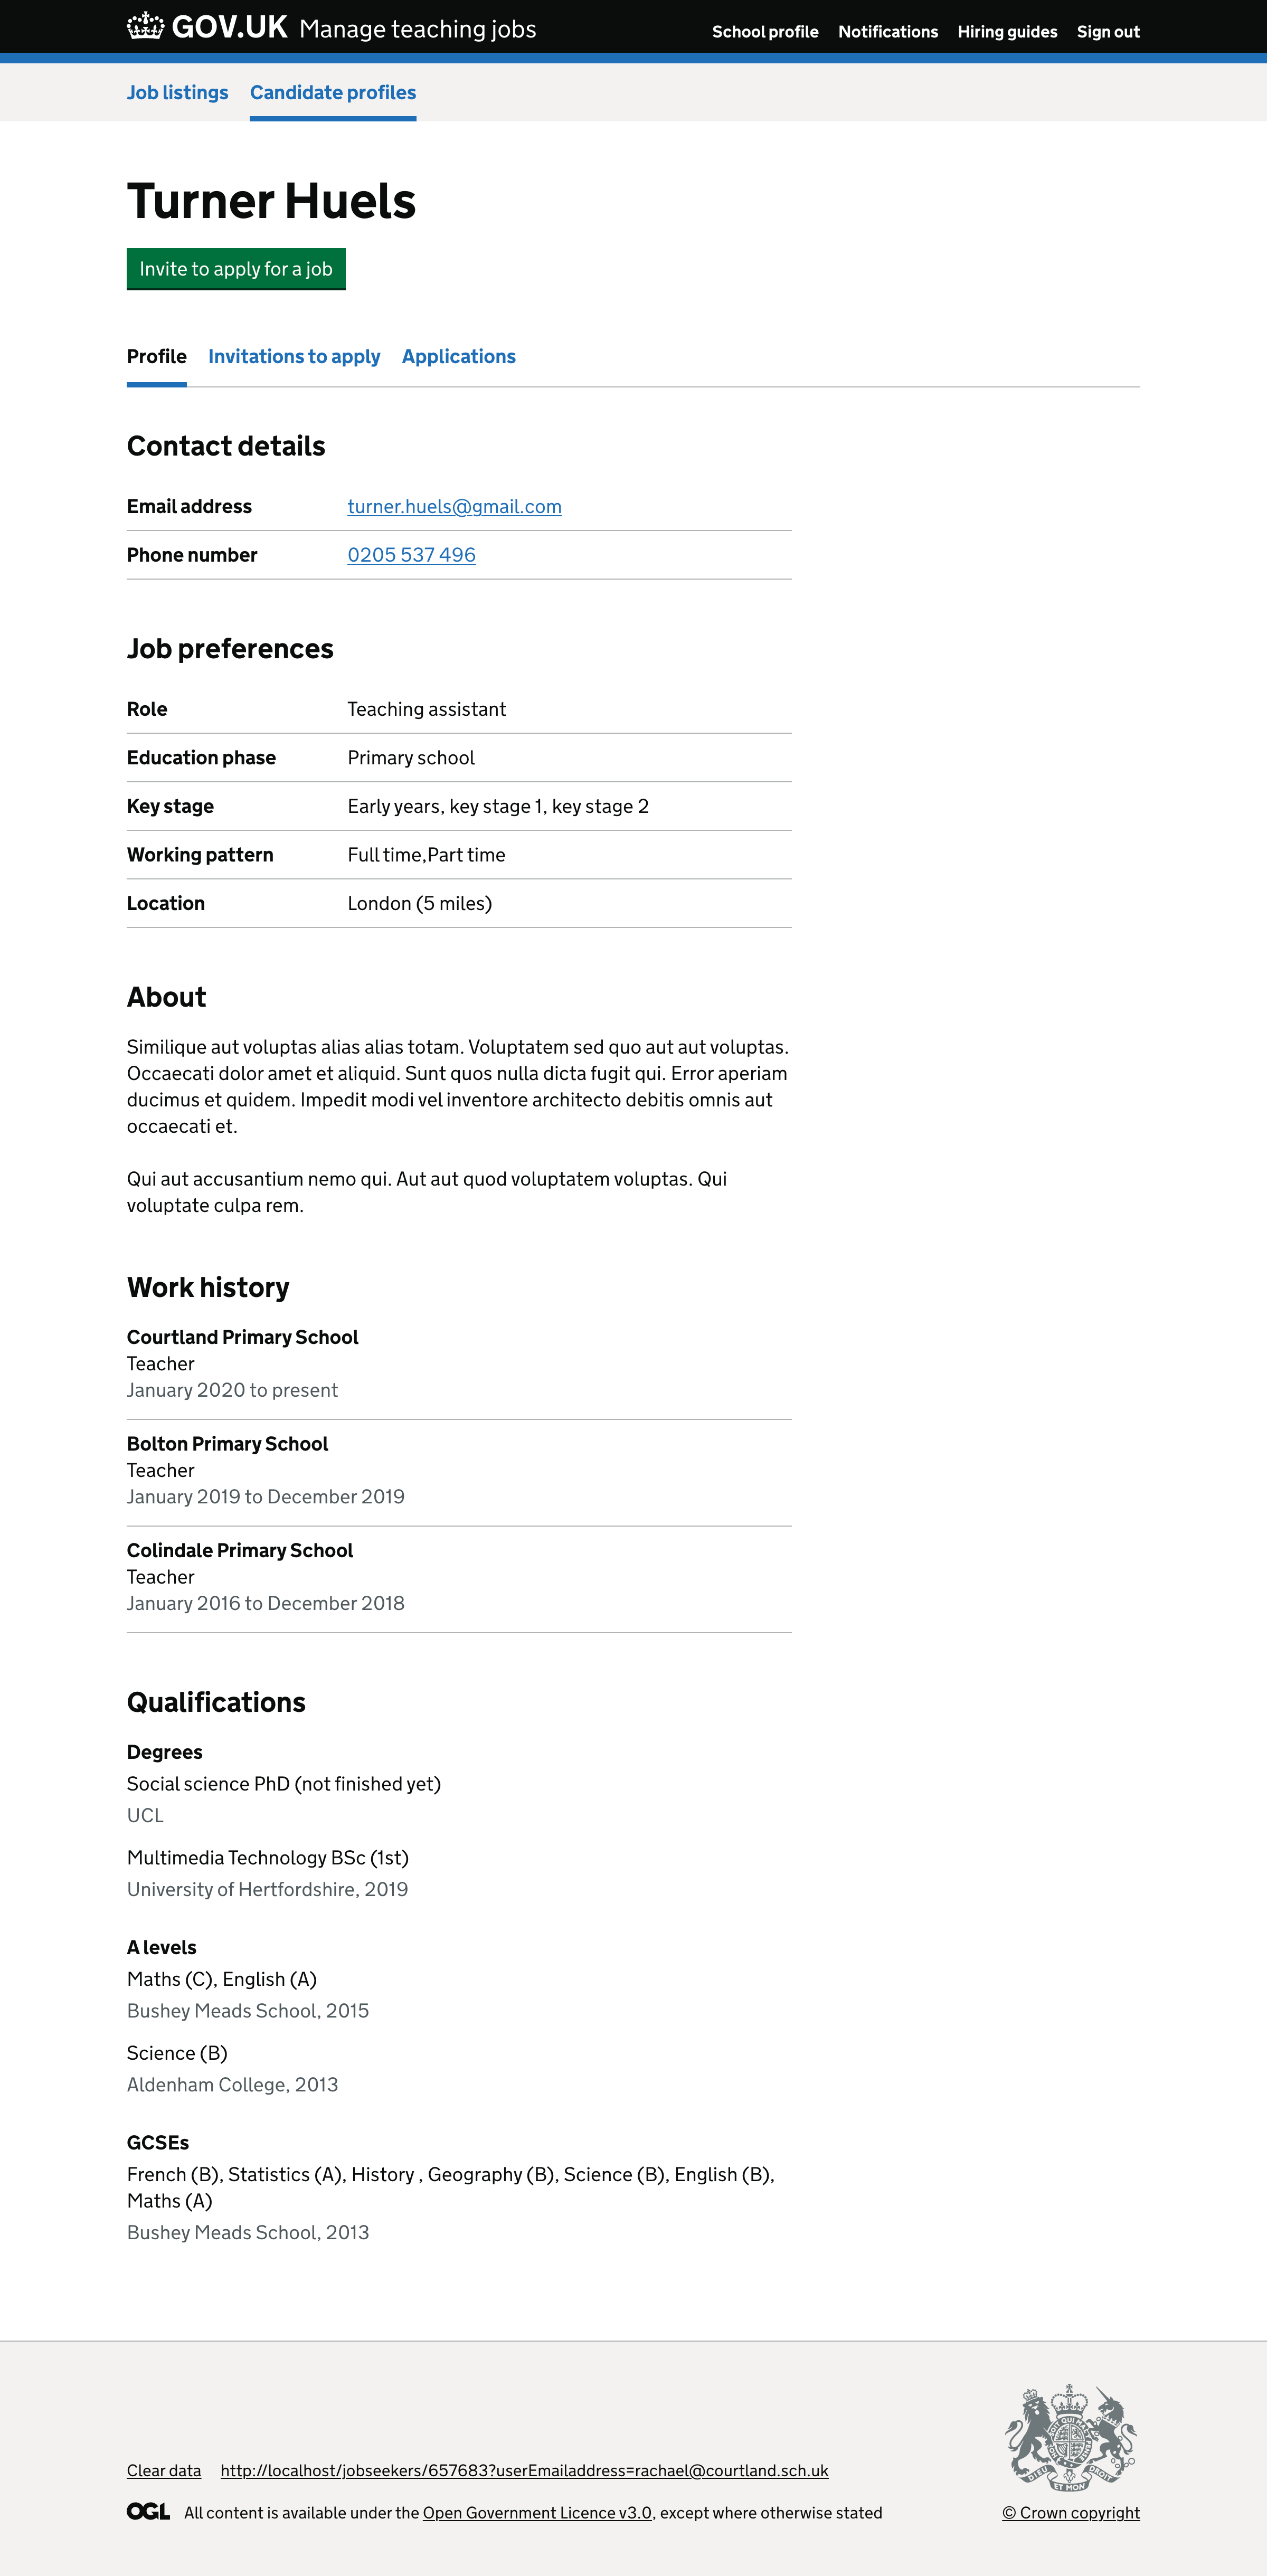 GOV.UK Manage teaching jobs
School profile Notifications Hiring guides Sign out
Job listings Candidate profiles
Turner Huels
Invite to apply for a job
Profile Invitations to apply Applications
Contact details
Email address turner.huels@gmail.com
Phone number 0205 537 496
Job preferences
Role Teaching assistant
Education phase Primary school
Key stage Early years, key stage 1, key stage 2
Working pattern Full time,Part time
Location London (5 miles)
About
Similique aut voluptas alias alias totam. Voluptatem sed quo aut aut voluptas.
Occaecati dolor amet et aliquid. Sunt quos nulla dicta fugit qui. Error aperiam
ducimus et quidem. Impedit modi vel inventore architecto debitis omnis aut
occaecati et.
Qui aut accusantium nemo qui. Aut aut quod voluptatem voluptas. Qui
voluptate culpa rem.
Work history
Courtland Primary School
Teacher
January 2020 to present
Bolton Primary School
Teacher
January 2019 to December 2019
Colindale Primary School
Teacher
January 2016 to December 2018
Qualifications
Degrees
Social science PhD (not finished yet)
UCL
Multimedia Technology BSc (1st)
University of Hertfordshire, 2019
A levels
Maths (C), English (A)
Bushey Meads School, 2015
Science (B)
Aldenham College, 2013
GCSEs
French (B), Statistics (A), History , Geography (B), Science (B), English (B),
Maths (A)
Bushey Meads School, 2013
Clear data http://localhost/jobseekers/657683?userEmailaddress=rachael@courtland.sch.uk
OGL All content is available under the Open Government Licence v3.0, except where otherwise stated
DIEU ET MON DROIT
© Crown copyright